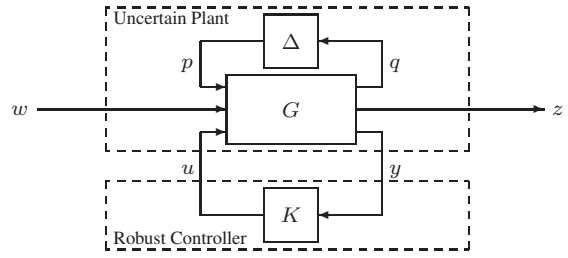 Uncertain Plant
Δ
p
q
w
G
z
u
y
K
Robust Controller